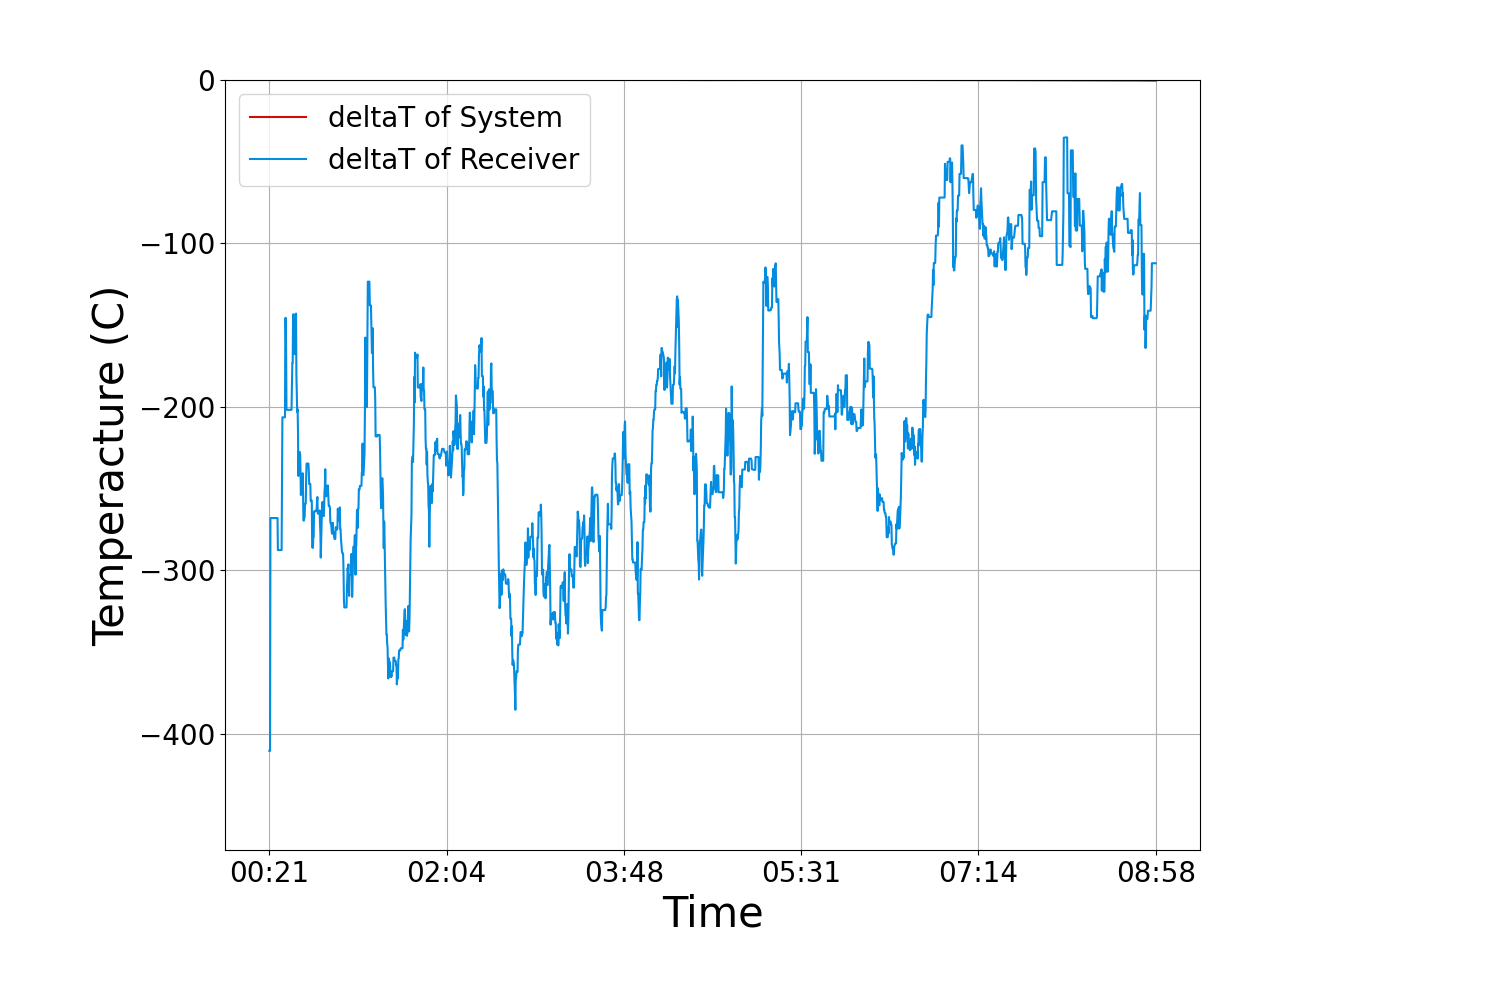 deltaT of System
deltaT of Receiver
0
−100
−200
−300
−400
Temperacture (C)
00:21 02:04 03:48 05:31 07:14 08:58
Time